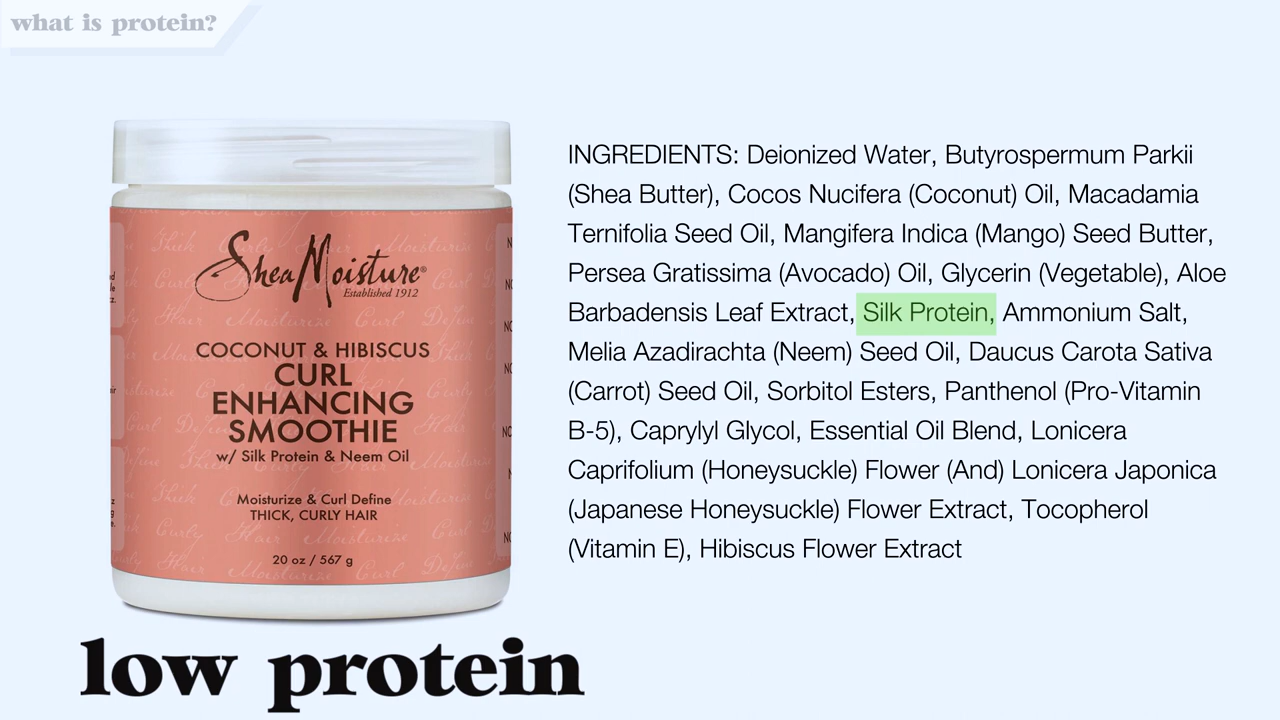 what is protein?
SheaMoisture®
Established 1912
COCONUT & HIBISCUS
CURL
ENHANCING
SMOOTHIE
w/ Silk Protein & Neem Oil
Moisturize & Curl Define
THICK, CURLY HAIR
20 oz / 567 g
low protein
INGREDIENTS: Deionized Water, Butyrospermum Parkii
(Shea Butter), Cocos Nucifera (Coconut) Oil, Macadamia
Ternifolia Seed Oil, Mangifera Indica (Mango) Seed Butter,
Persea Gratissima (Avocado) Oil, Glycerin (Vegetable), Aloe
Barbadensis Leaf Extract, Silk Protein, Ammonium Salt,
Melia Azadirachta (Neem) Seed Oil, Daucus Carota Sativa
(Carrot) Seed Oil, Sorbitol Esters, Panthenol (Pro-Vitamin
B-5), Caprylyl Glycol, Essential Oil Blend, Lonicera
Caprifolium (Honeysuckle) Flower (And) Lonicera Japonica
(Japanese Honeysuckle) Flower Extract, Tocopherol
(Vitamin E), Hibiscus Flower Extract